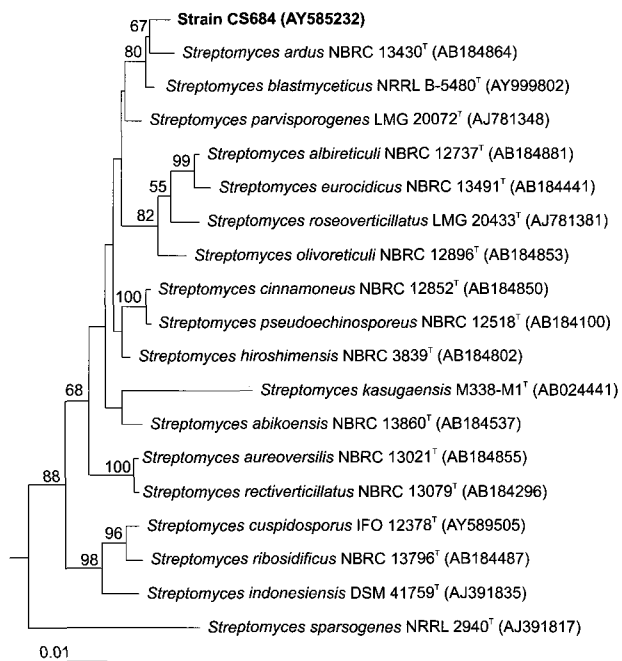 67
Strain CS684 (AY585232)
80
Streptomyces ardus NBRC 13430ᵀ (AB184864)
Streptomyces blastmyceticus NRRL B-5480ᵀ (AY999802)
Streptomyces parvisporogenes LMG 20072ᵀ (AJ781348)
99
Streptomyces albireticuli NBRC 12737ᵀ (AB184881)
55
Streptomyces eurocidicus NBRC 13491ᵀ (AB184441)
82
Streptomyces roseoverticillatus LMG 20433ᵀ (AJ781381)
Streptomyces olivoreticuli NBRC 12896ᵀ (AB184853)
100
Streptomyces cinnamoneus NBRC 12852ᵀ (AB184850)
Streptomyces pseudoechinosporeus NBRC 12518ᵀ (AB184100)
Streptomyces hiroshimensis NBRC 3839ᵀ (AB184802)
68
Streptomyces kasugaensis M338-M1ᵀ (AB024441)
Streptomyces abikoensis NBRC 13860ᵀ (AB184537)
100
Streptomyces aureoversilis NBRC 13021ᵀ (AB184855)
88
Streptomyces rectiverticillatus NBRC 13079ᵀ (AB184296)
96
Streptomyces cuspidosporus IFO 12378ᵀ (AY589505)
98
Streptomyces ribosidificus NBRC 13796ᵀ (AB184487)
Streptomyces indonesiensis DSM 41759ᵀ (AJ391835)
Streptomyces sparsogenes NRRL 2940ᵀ (AJ391817)
0.01